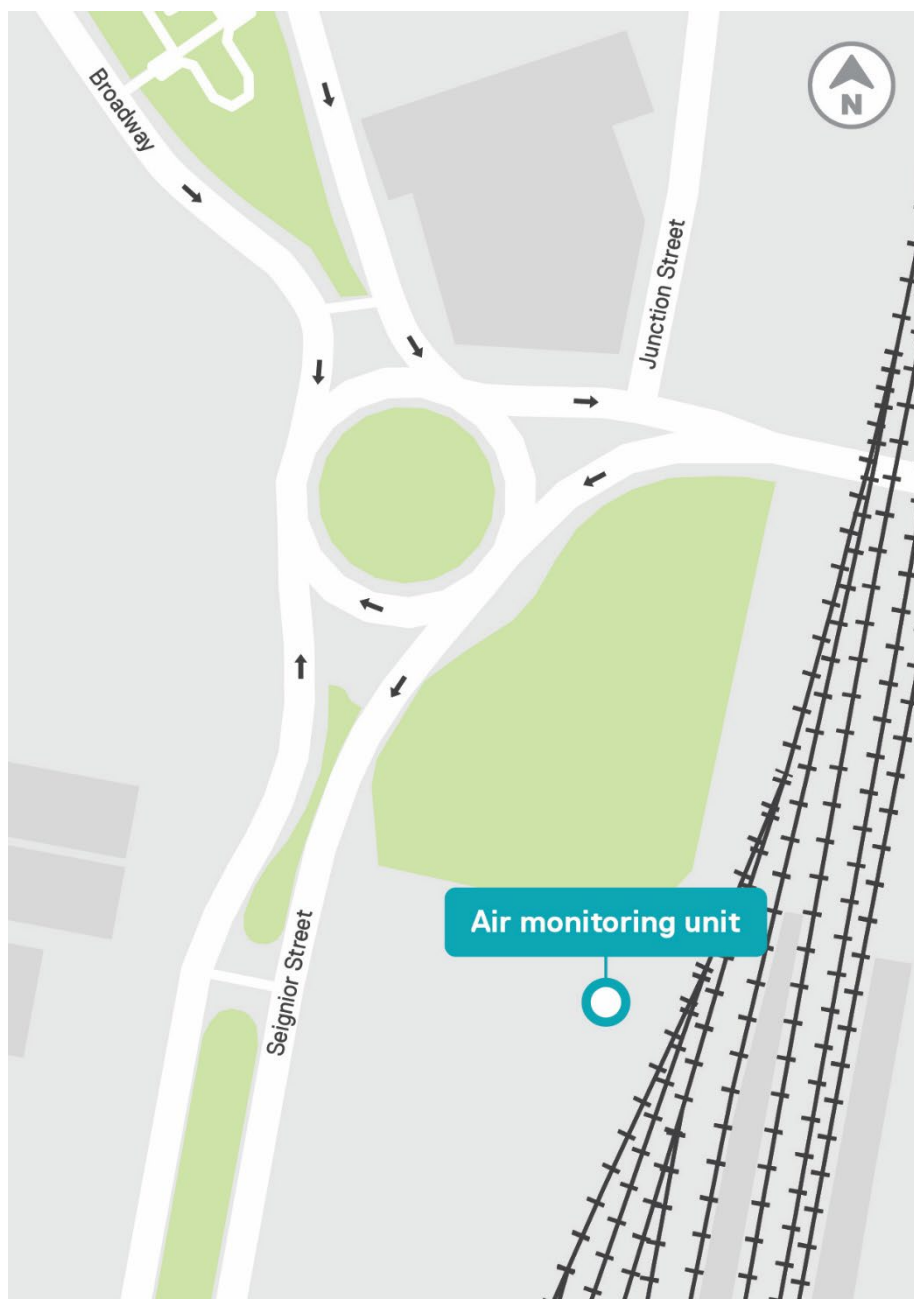 Broadway
N
Junction Street
Air monitoring unit
Seignior Street